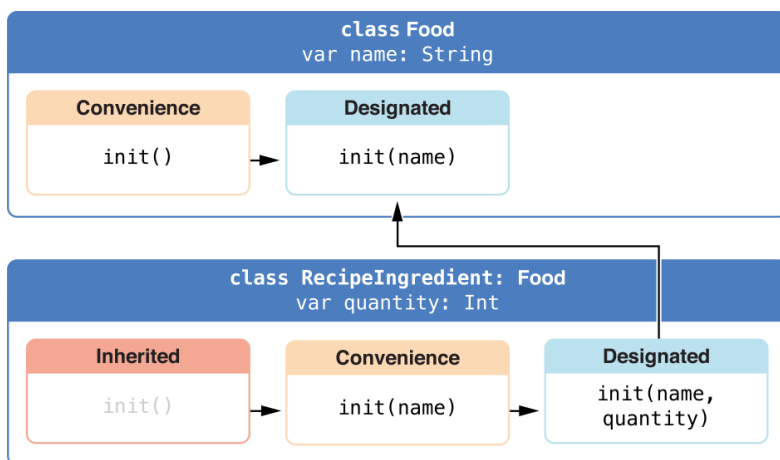 class Food
var name: String
Convenience
Designated
init()
init(name)
class RecipeIngredient: Food
var quantity: Int
Inherited
Convenience
Designated
init()
init(name)
init(name,
quantity)